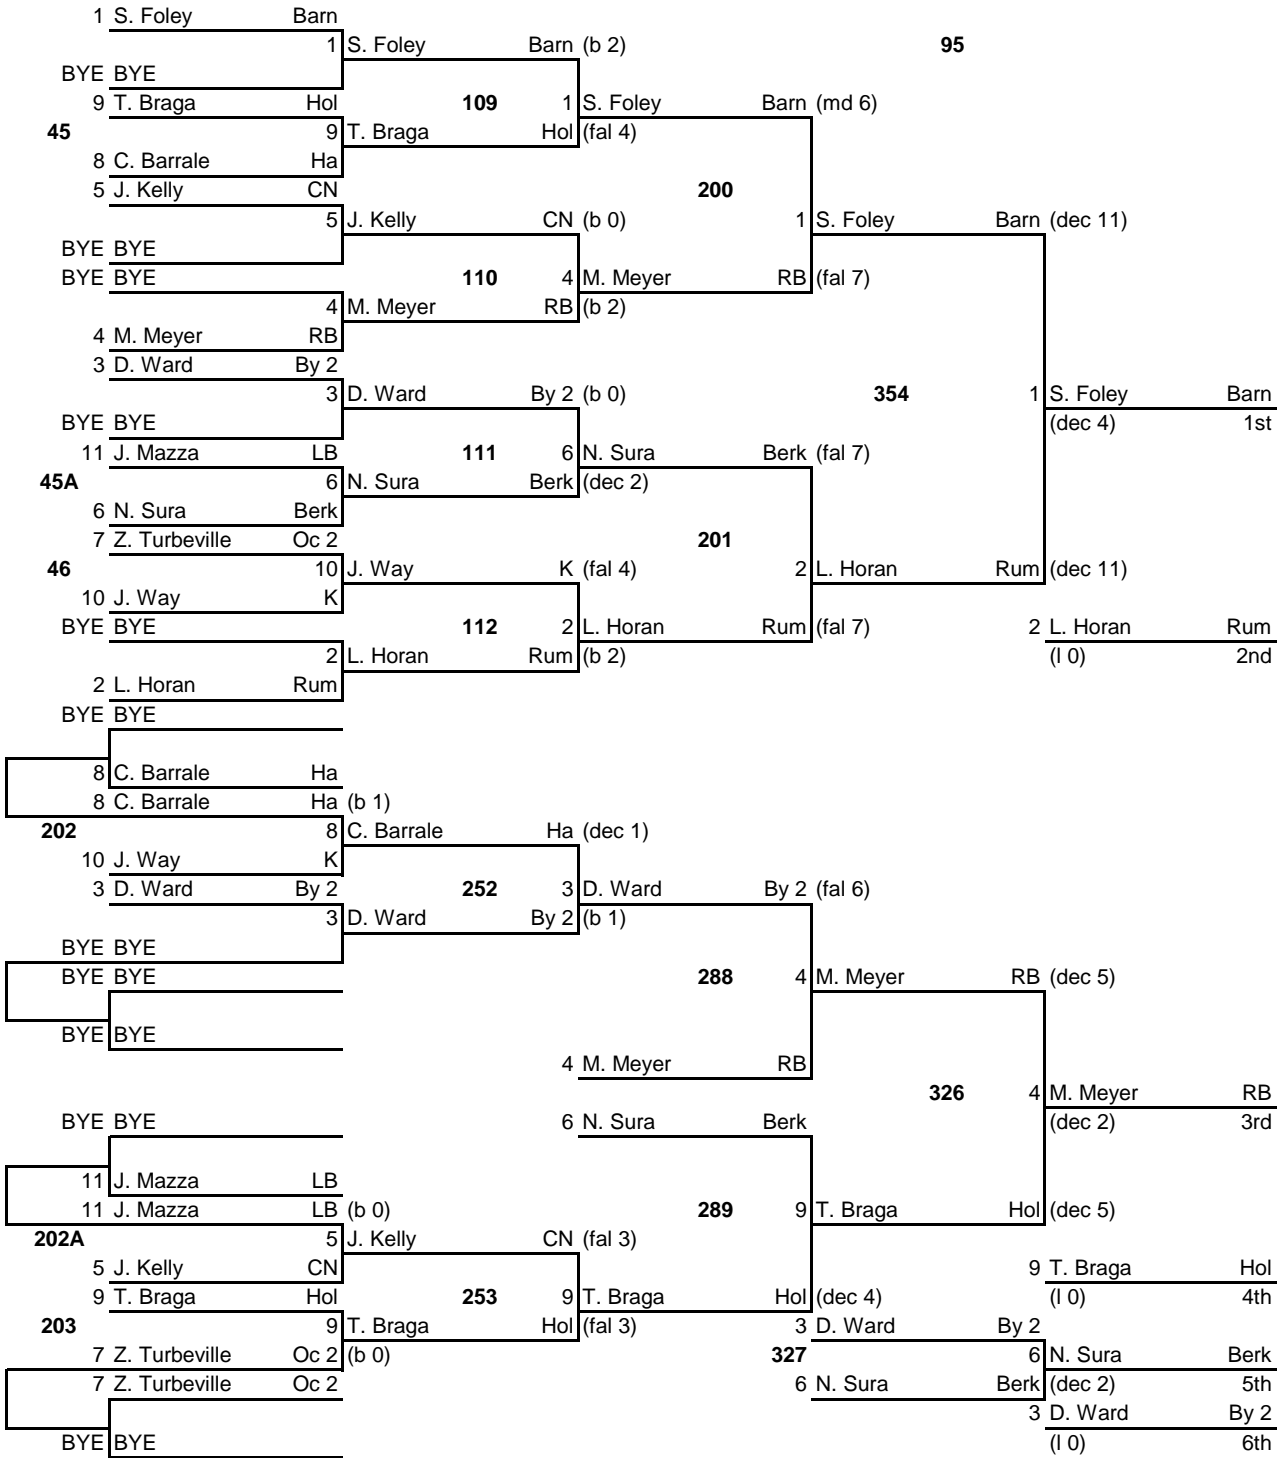 1 S. Foley Barn
1 S. Foley Barn (b 2) 95
BYE BYE
9 T. Braga Hol 109 1 S. Foley Barn (md 6)
45 9 T. Braga Hol (fal 4)
8 C. Barrale Ha
5 J. Kelly CN 200
5 J. Kelly CN (b 0) 1 S. Foley Barn (dec 11)
BYE BYE
BYE BYE 110 4 M. Meyer RB (fal 7)
4 M. Meyer RB (b 2)
4 M. Meyer RB
3 D. Ward By 2
3 D. Ward By 2 (b 0) 354 1 S. Foley Barn
BYE BYE (dec 4) 1st
11 J. Mazza LB 111 6 N. Sura Berk (fal 7)
45A 6 N. Sura Berk (dec 2)
6 N. Sura Berk
7 Z. Turbeville Oc 2 201
46 10 J. Way K (fal 4) 2 L. Horan Rum (dec 11)
10 J. Way K
BYE BYE 112 2 L. Horan Rum (fal 7) 2 L. Horan Rum
2 L. Horan Rum (b 2) (l 0) 2nd
2 L. Horan Rum
BYE BYE
8 C. Barrale Ha
8 C. Barrale Ha (b 1)
202 8 C. Barrale Ha (dec 1)
10 J. Way K
3 D. Ward By 2 252 3 D. Ward By 2 (fal 6)
3 D. Ward By 2 (b 1)
BYE BYE
BYE BYE 288 4 M. Meyer RB (dec 5)
BYE BYE
4 M. Meyer RB
326 4 M. Meyer RB
BYE BYE 6 N. Sura Berk (dec 2) 3rd
11 J. Mazza LB
11 J. Mazza LB (b 0) 289 9 T. Braga Hol (dec 5)
202A 5 J. Kelly CN (fal 3)
5 J. Kelly CN 9 T. Braga Hol
9 T. Braga Hol 253 9 T. Braga Hol (dec 4) (l 0) 4th
203 9 T. Braga Hol (fal 3) 3 D. Ward By 2
7 Z. Turbeville Oc 2 (b 0) 327 6 N. Sura Berk
7 Z. Turbeville Oc 2 6 N. Sura Berk (dec 2) 5th
3 D. Ward By 2
BYE BYE (l 0) 6th